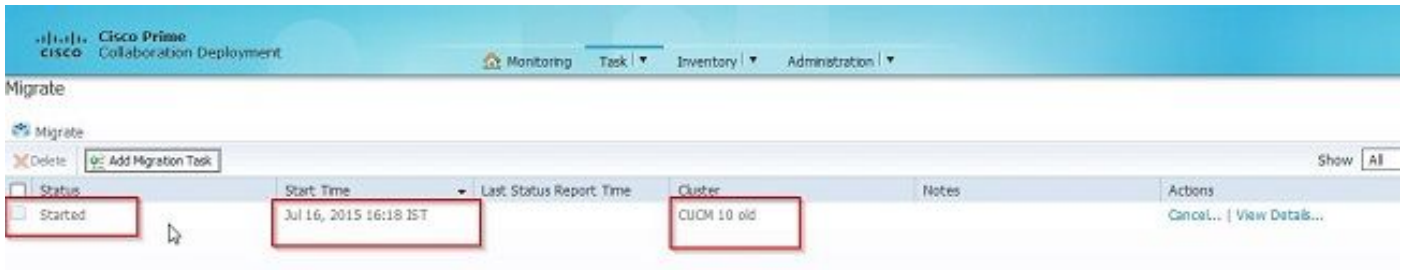 Cisco Prime
CISCO Collaboration Deployment
Monitoring Task Inventory Administration
Migrate
Migrate
Delete Add Migration Task Show All
Status Start Time Last Status Report Time Cluster Notes Actions
Started Jul 16, 2015 16:18 IST CUCM 10 old Cancel... | View Details...